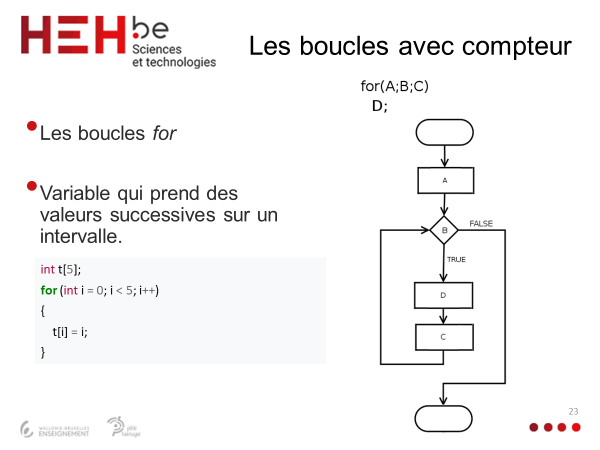 HEH.be
Sciences
et technologies
Les boucles avec compteur
for(A;B;C)
D;
Les boucles for
Variable qui prend des
valeurs successives sur un
intervalle.
int t[5];
for (int i = 0; i < 5; i++)
{
t[i] = i;
}
A
B
FALSE
TRUE
D
C
23
WALLONIE-BRUXELLES
ENSEIGNEMENT
pôle
hainuyer